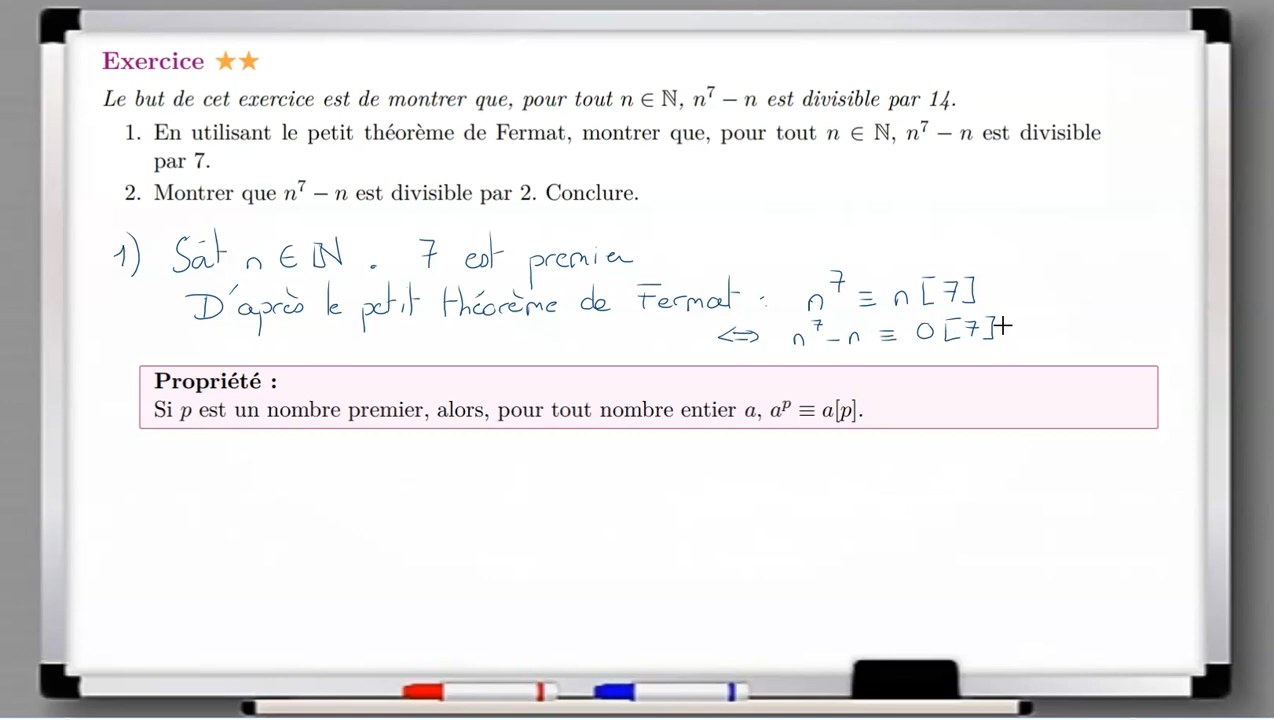 Exercice ★★
Le but de cet exercice est de montrer que, pour tout n ∈ ℕ, n⁷ − n est divisible par 14.
1. En utilisant le petit théorème de Fermat, montrer que, pour tout n ∈ ℕ, n⁷ − n est divisible
par 7.
2. Montrer que n⁷ − n est divisible par 2. Conclure.
1) Soit n ∈ ℕ. 7 est premier
D'après le petit théorème de Fermat : n⁷ ≡ n [7]
⇔ n⁷ − n ≡ 0 [7]
Propriété :
Si p est un nombre premier, alors, pour tout nombre entier a, aᵖ ≡ a[p].